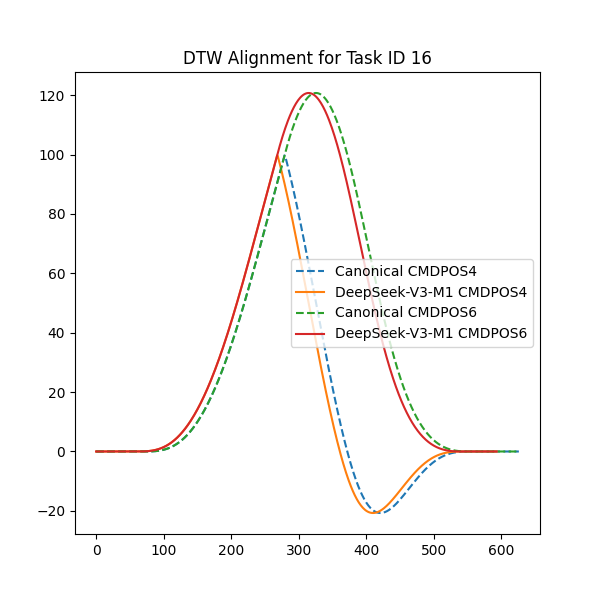 DTW Alignment for Task ID 16
120
100
80
60
40
20
0
−20
Canonical CMDPOS4
DeepSeek-V3-M1 CMDPOS4
Canonical CMDPOS6
DeepSeek-V3-M1 CMDPOS6
0 100 200 300 400 500 600